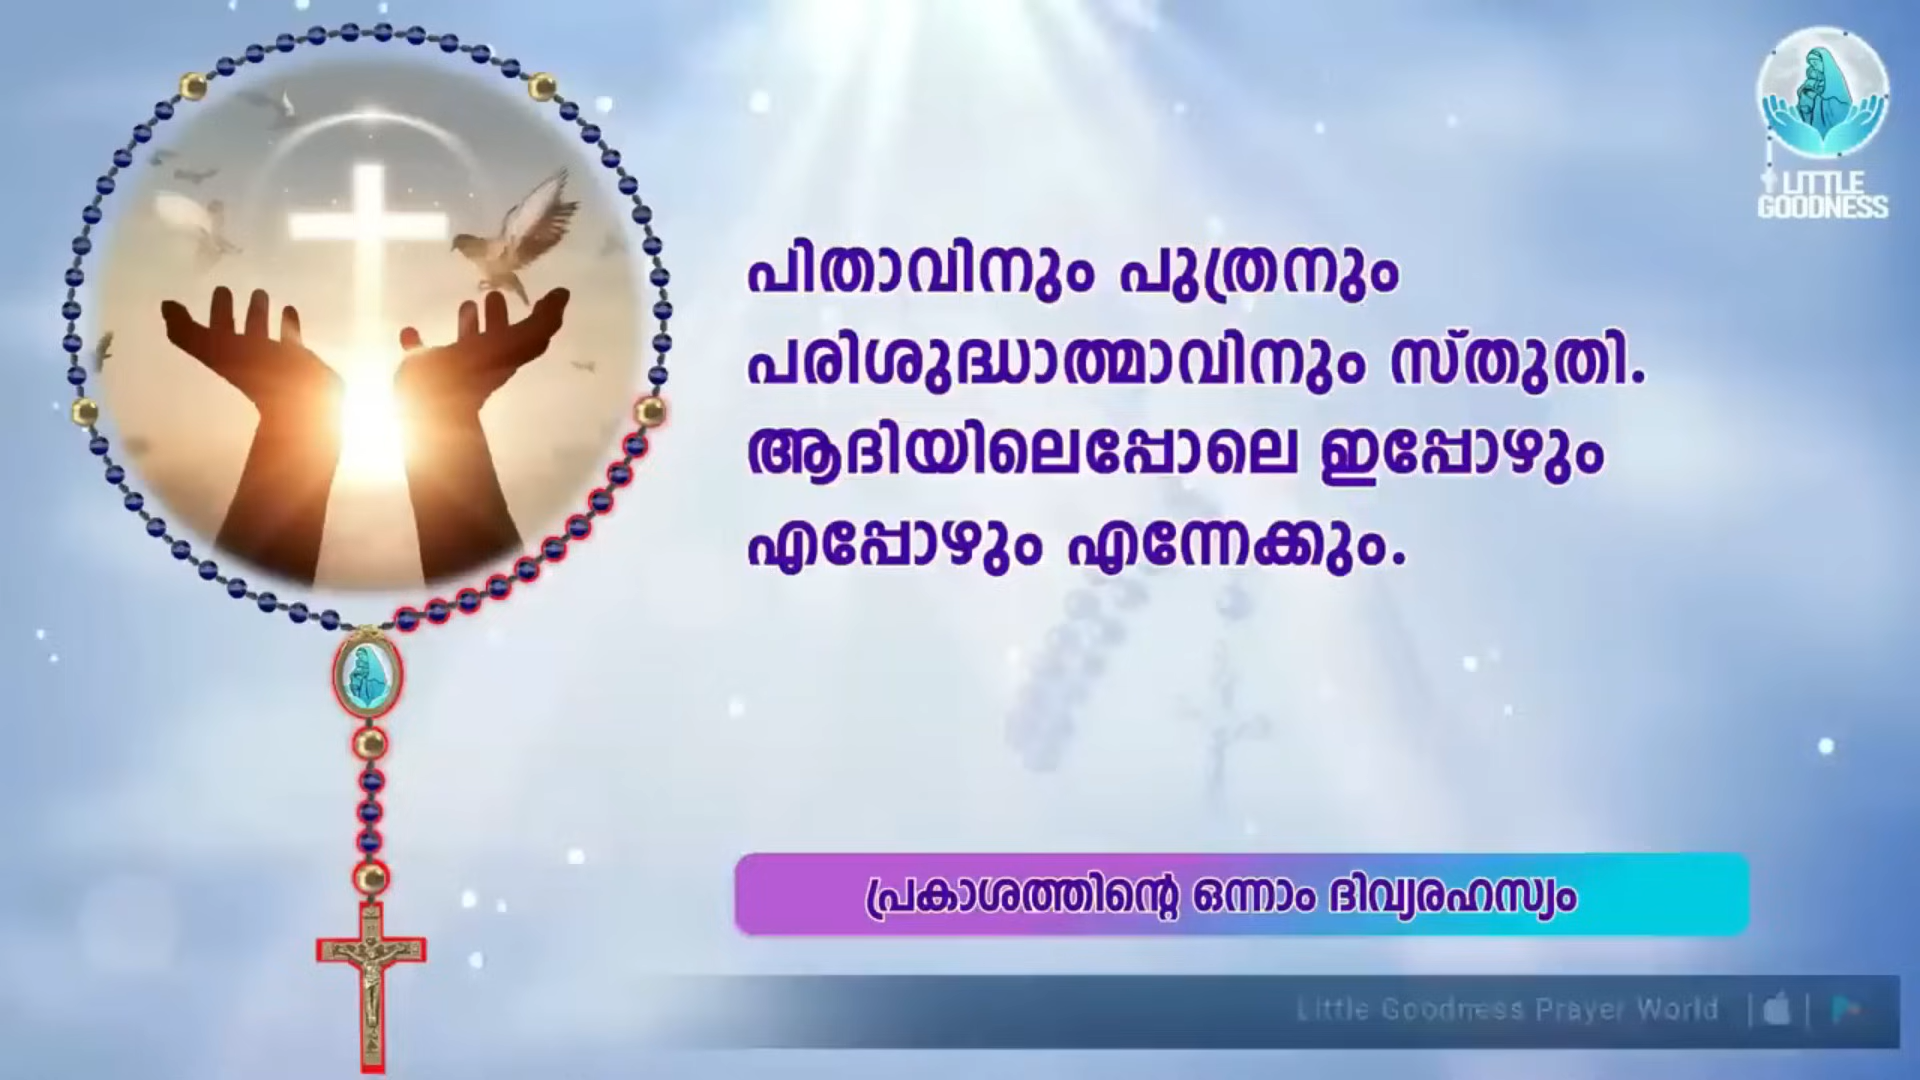 LITTLE
GOODNESS
പിതാവിനും പുത്രനും
പരിശുദ്ധാത്മാവിനും സ്തുതി.
ആദിയിലെപ്പോലെ ഇപ്പോഴും
എപ്പോഴും എന്നേക്കും.
പ്രകാശത്തിന്റെ ഒന്നാം ദിവ്യരഹസ്യം
Little Goodness Prayer World